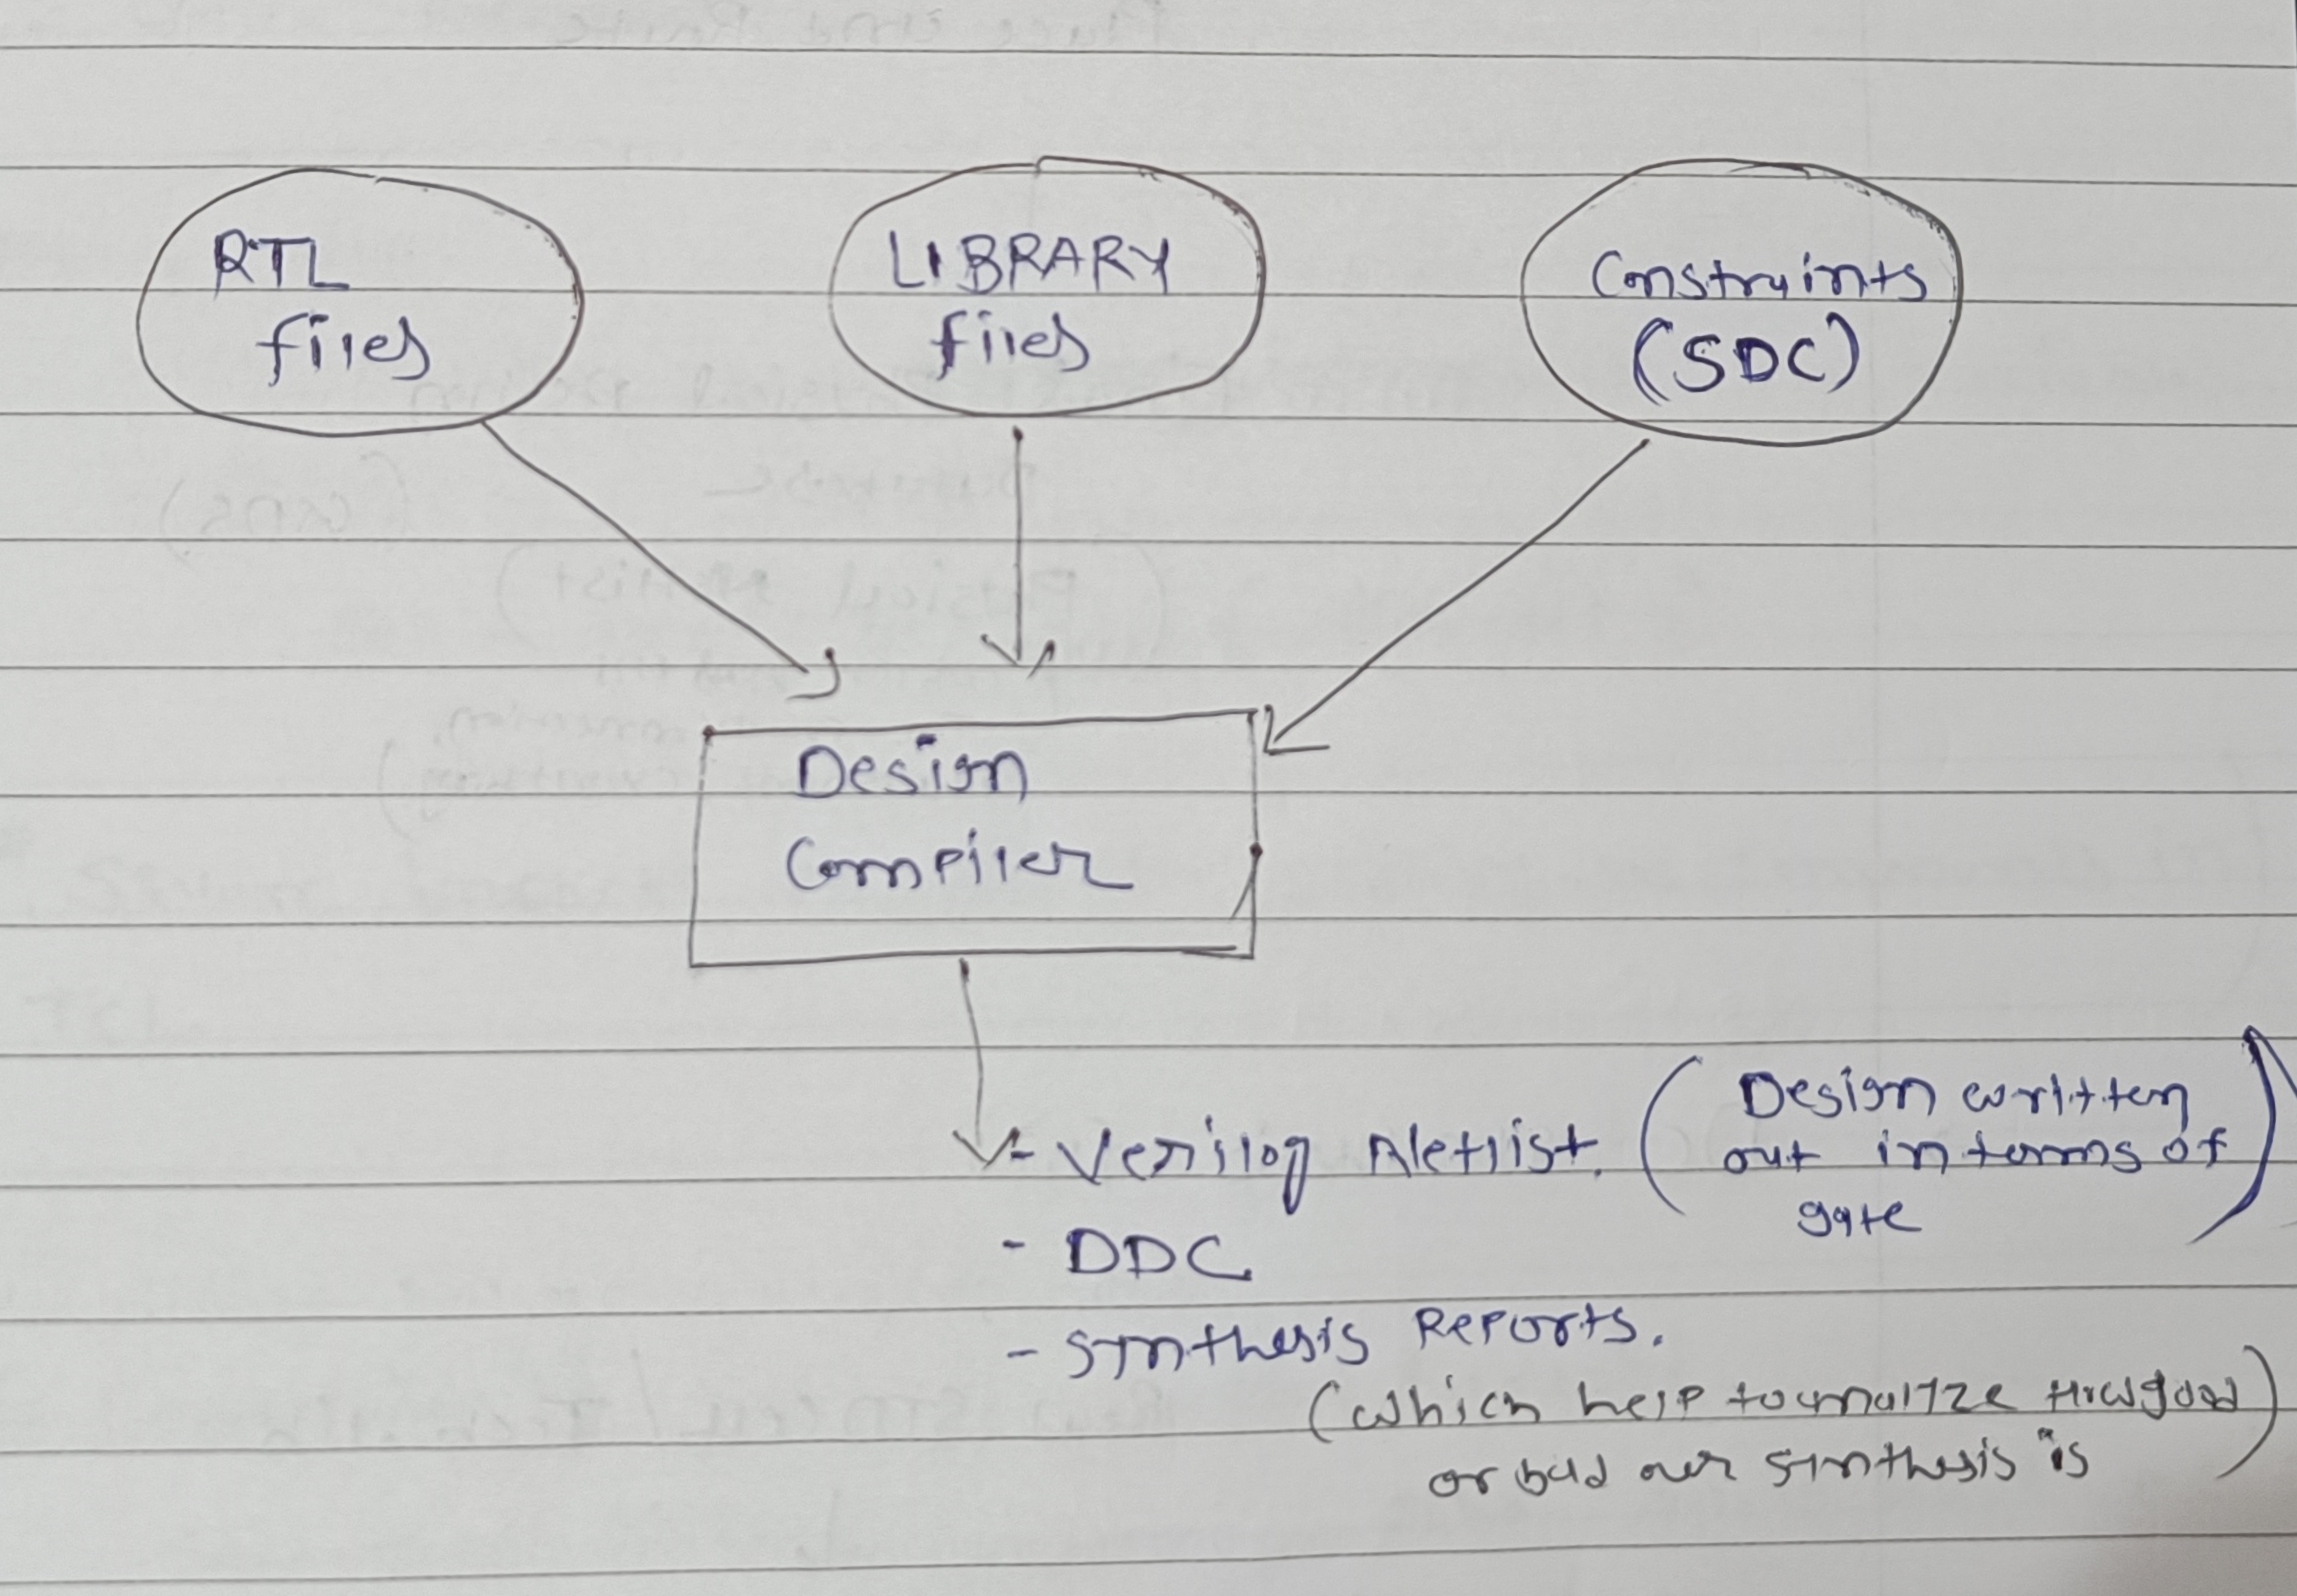 RTL
files
LIBRARY
files
Constraints
(SDC)
Design
Compiler
- Verilog Netlist. (Design written
out in terms of
gate)
- DDC
- Synthesis Reports.
(which help to analyze How good
or bad our synthesis is)